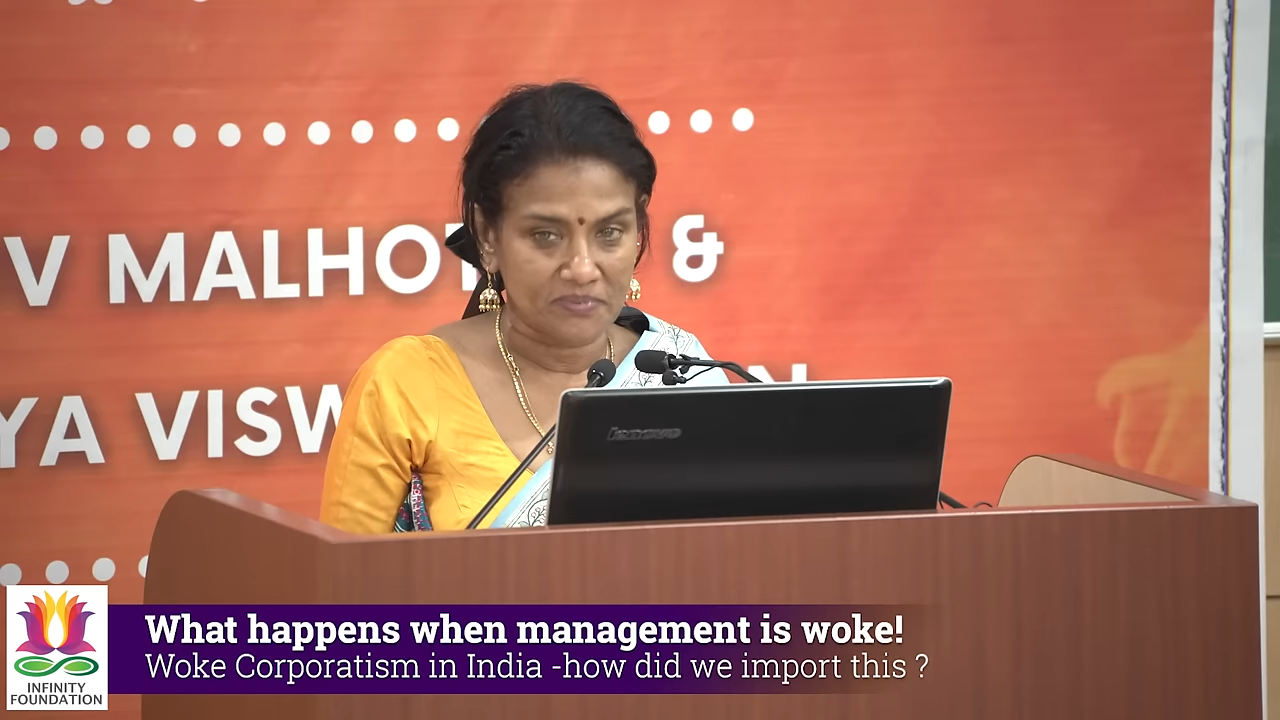 V MALHO &
YA VISW N
lenovo
What happens when management is woke!
Woke Corporatism in India -how did we import this ?
INFINITY
FOUNDATION